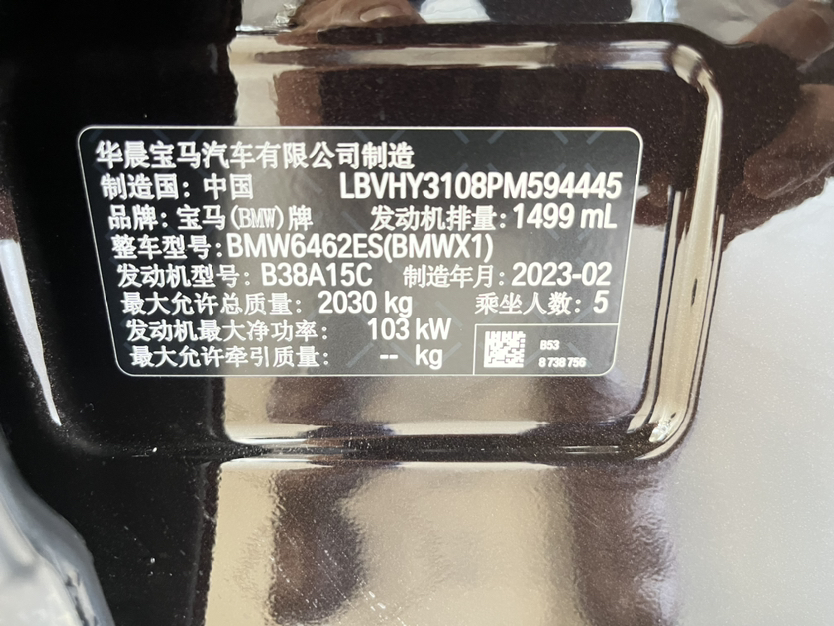 华晨宝马汽车有限公司制造
制造国：中国 LBVHY3108PM594445
品牌：宝马(BMW)牌 发动机排量：1499 mL
整车型号：BMW6462ES(BMWX1)
发动机型号：B38A15C 制造年月：2023-02
最大允许总质量：2030 kg 乘坐人数：5
发动机最大净功率：103 kW
最大允许牵引质量：-- kg
B53
8 738 756